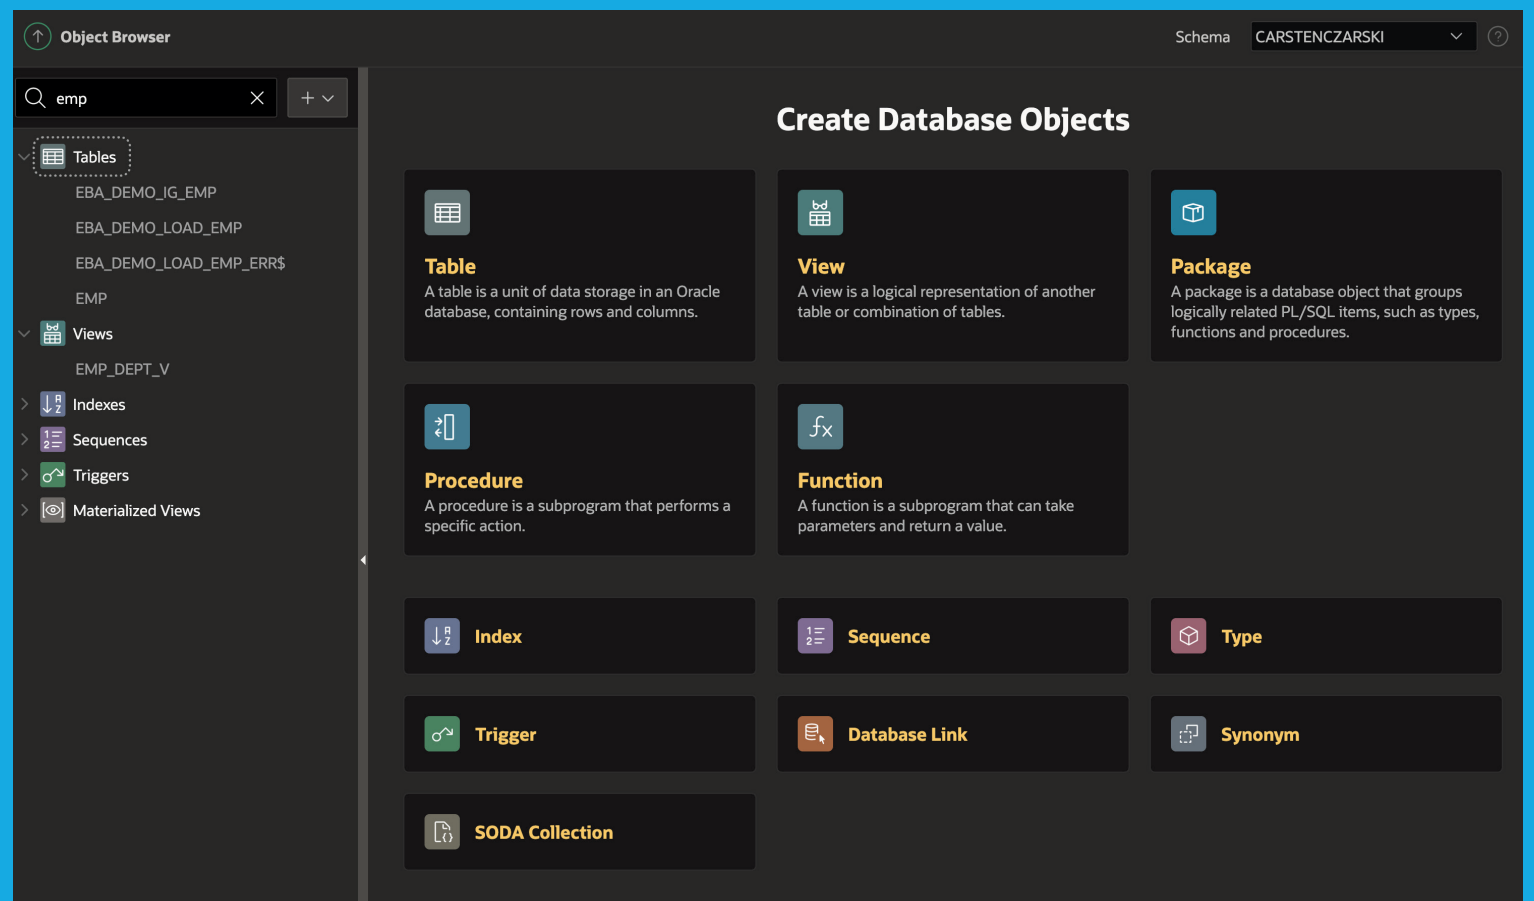 Object Browser
Schema
CARSTENCZARSKI
emp
Tables
EBA_DEMO_IG_EMP
EBA_DEMO_LOAD_EMP
EBA_DEMO_LOAD_EMP_ERR$
EMP
Views
EMP_DEPT_V
Indexes
Sequences
Triggers
Materialized Views
Create Database Objects
Table
A table is a unit of data storage in an Oracle
database, containing rows and columns.
View
A view is a logical representation of another
table or combination of tables.
Package
A package is a database object that groups
logically related PL/SQL items, such as types,
functions and procedures.
Procedure
A procedure is a subprogram that performs a
specific action.
Function
A function is a subprogram that can take
parameters and return a value.
Index
Sequence
Type
Trigger
Database Link
Synonym
SODA Collection